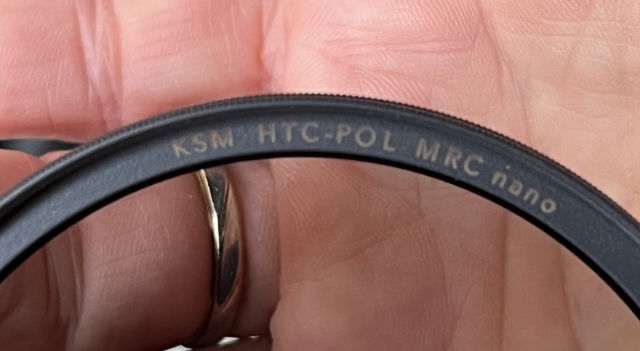 KSM HTC-POL MRC nano